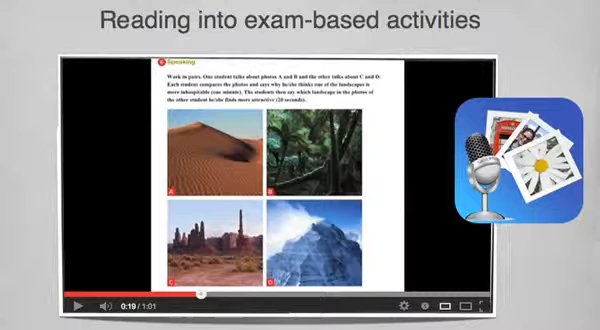 Reading into exam-based activities
6 Speaking
Work in pairs. One student talks about photos A and B and the other talks about C and D.
Each student compares the photos and says why he/she thinks one of the landscapes is
more inhospitable (one minute). The students then say which landscape in the photos of
the other student he/she finds more attractive (20 seconds).
A
B
C
D
0:19 / 1:01